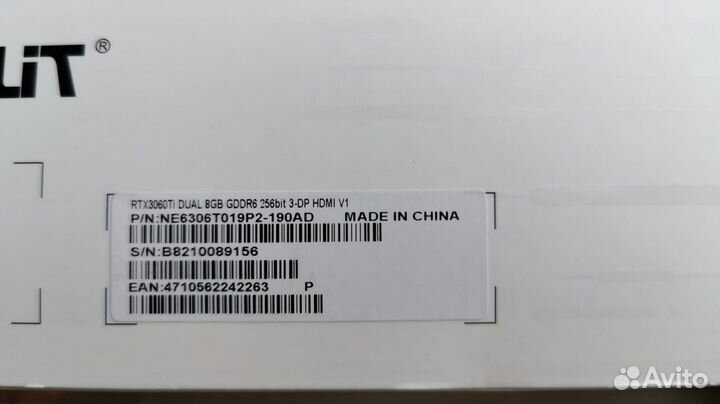 LIT®
RTX3060Ti DUAL 8GB GDDR6 256bit 3-DP HDMI V1
P/N:NE6306T019P2-190AD MADE IN CHINA
S/N:B8210089156
EAN:4710562242263 P
Avito